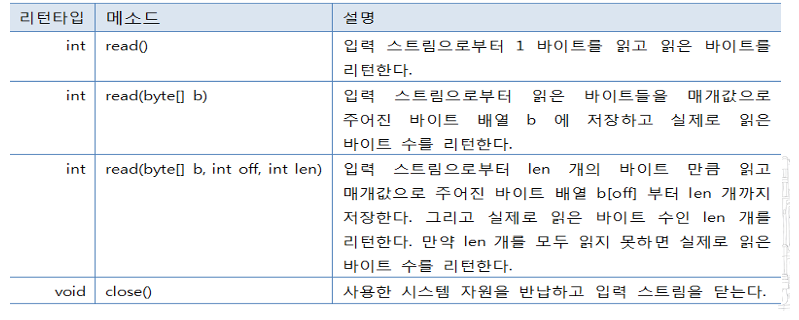 리턴타입 메소드 설명
int read() 입력 스트림으로부터 1 바이트를 읽고 읽은 바이트를
리턴한다.
int read(byte[] b) 입력 스트림으로부터 읽은 바이트들을 매개값으로
주어진 바이트 배열 b 에 저장하고 실제로 읽은
바이트 수를 리턴한다.
int read(byte[] b, int off, int len) 입력 스트림으로부터 len 개의 바이트 만큼 읽고
매개값으로 주어진 바이트 배열 b[off] 부터 len 개까지
저장한다. 그리고 실제로 읽은 바이트 수인 len 개를
리턴한다. 만약 len 개를 모두 읽지 못하면 실제로 읽은
바이트 수를 리턴한다.
void close() 사용한 시스템 자원을 반납하고 입력 스트림을 닫는다.